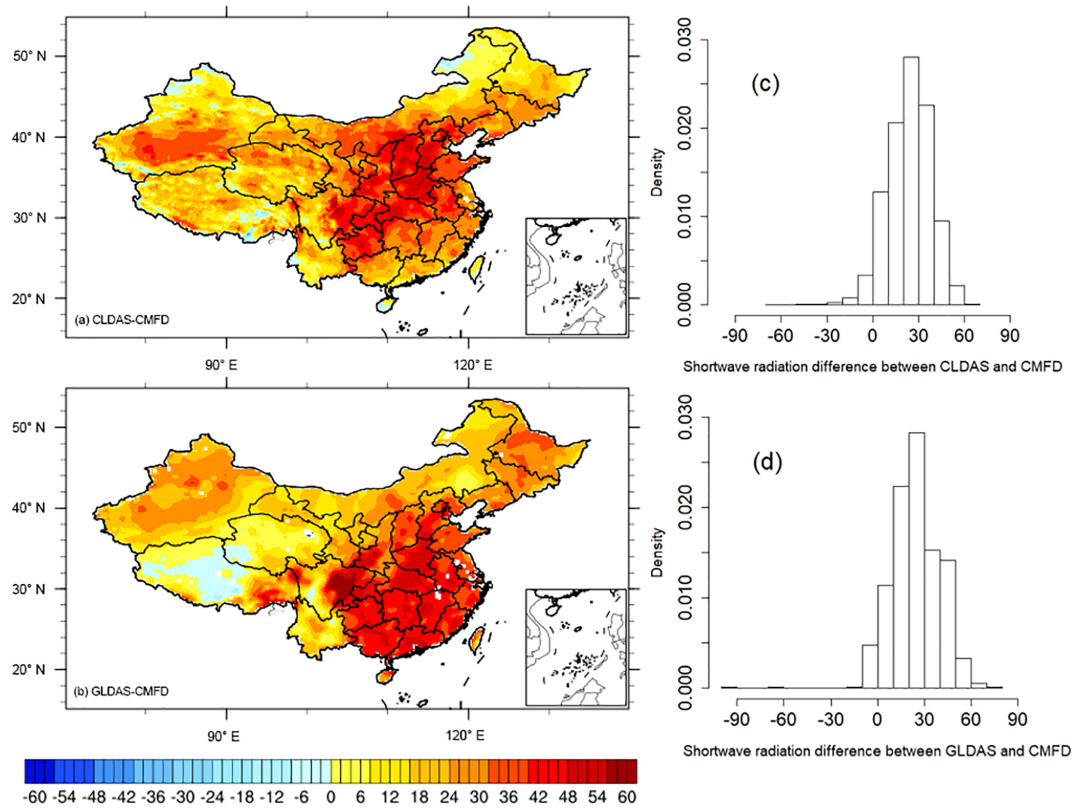 50° N
40° N
30° N
20° N
(a) CLDAS-CMFD
90° E 120° E
50° N
40° N
30° N
20° N
(b) GLDAS-CMFD
90° E 120° E
-60 -54 -48 -42 -36 -30 -24 -18 -12 -6 0 6 12 18 24 30 36 42 48 54 60
(c)
Density
0.030
0.020
0.010
0.000
-90 -60 -30 0 30 60 90
Shortwave radiation difference between CLDAS and CMFD
(d)
Density
0.030
0.020
0.010
0.000
-90 -60 -30 0 30 60 90
Shortwave radiation difference between GLDAS and CMFD